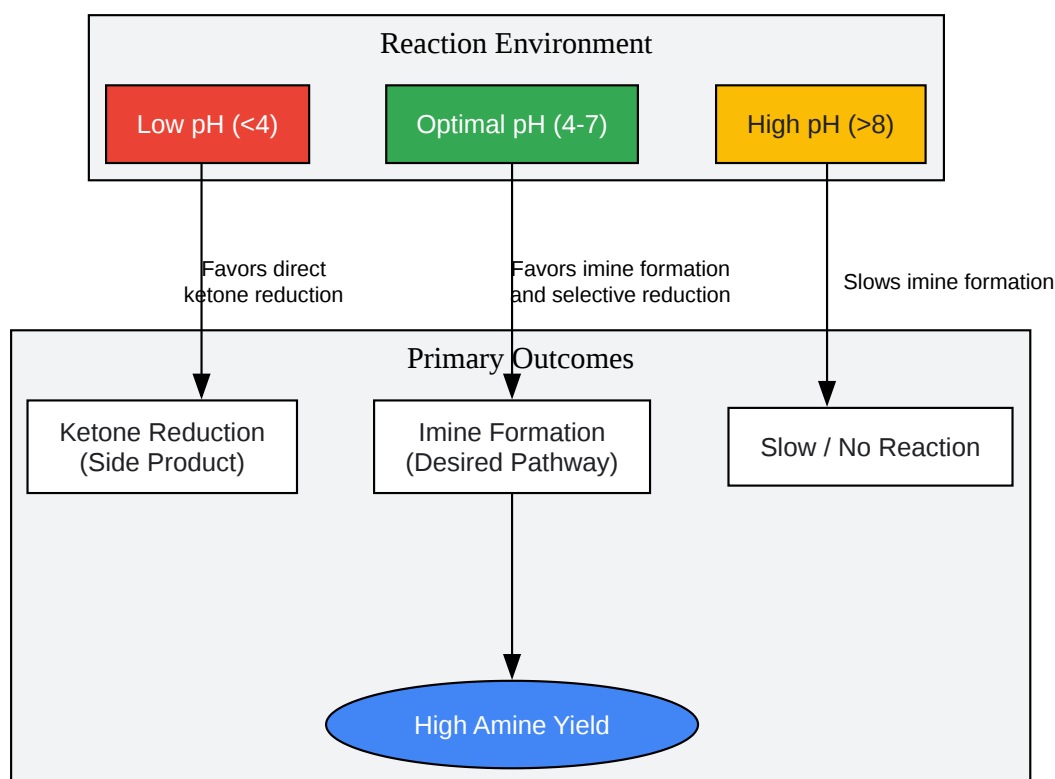 Reaction Environment
Low pH (<4)
Optimal pH (4-7)
High pH (>8)
Favors direct
ketone reduction
Favors imine formation
and selective reduction
Slows imine formation
Primary Outcomes
Ketone Reduction
(Side Product)
Imine Formation
(Desired Pathway)
Slow / No Reaction
High Amine Yield